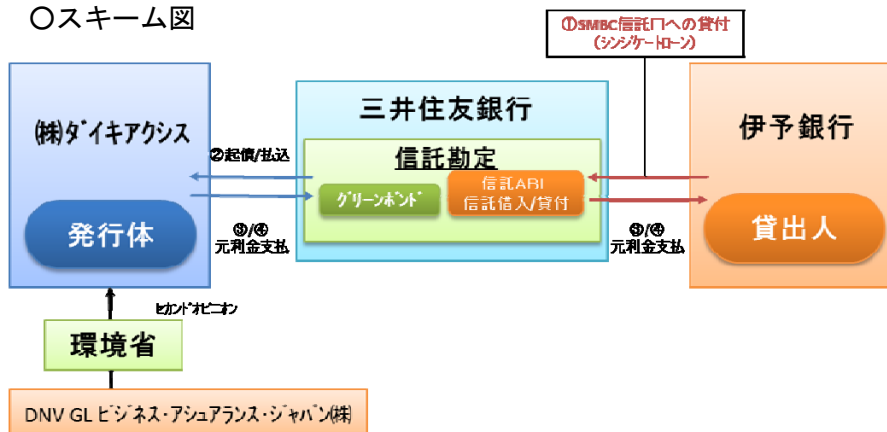 〇スキーム図
①SMBC信託口への貸付
(シンジケートローン)
㈱ダイキアクシス
三井住友銀行
伊予銀行
②起債/払込
信託勘定
グリーンボンド
信託ABL
信託借入/貸付
発行体
貸出人
③/④
元利金支払
③/④
元利金支払
セカンドオピニオン
環境省
DNV GL ビジネス・アシュアランス・ジャパン㈱